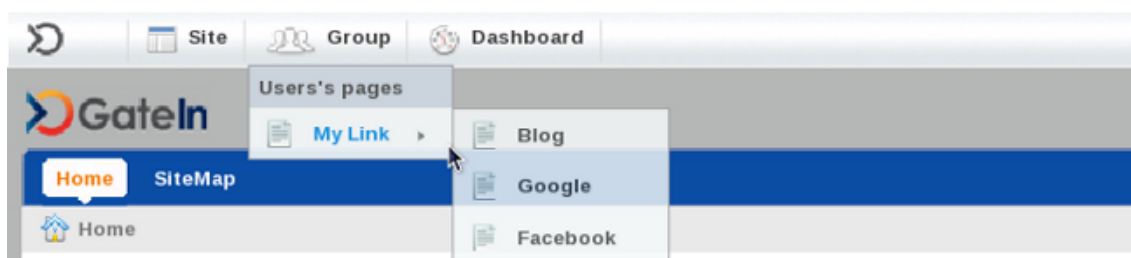 Site Group Dashboard
Users's pages
GateIn
My Link
Blog
Home SiteMap
Google
Home
Facebook